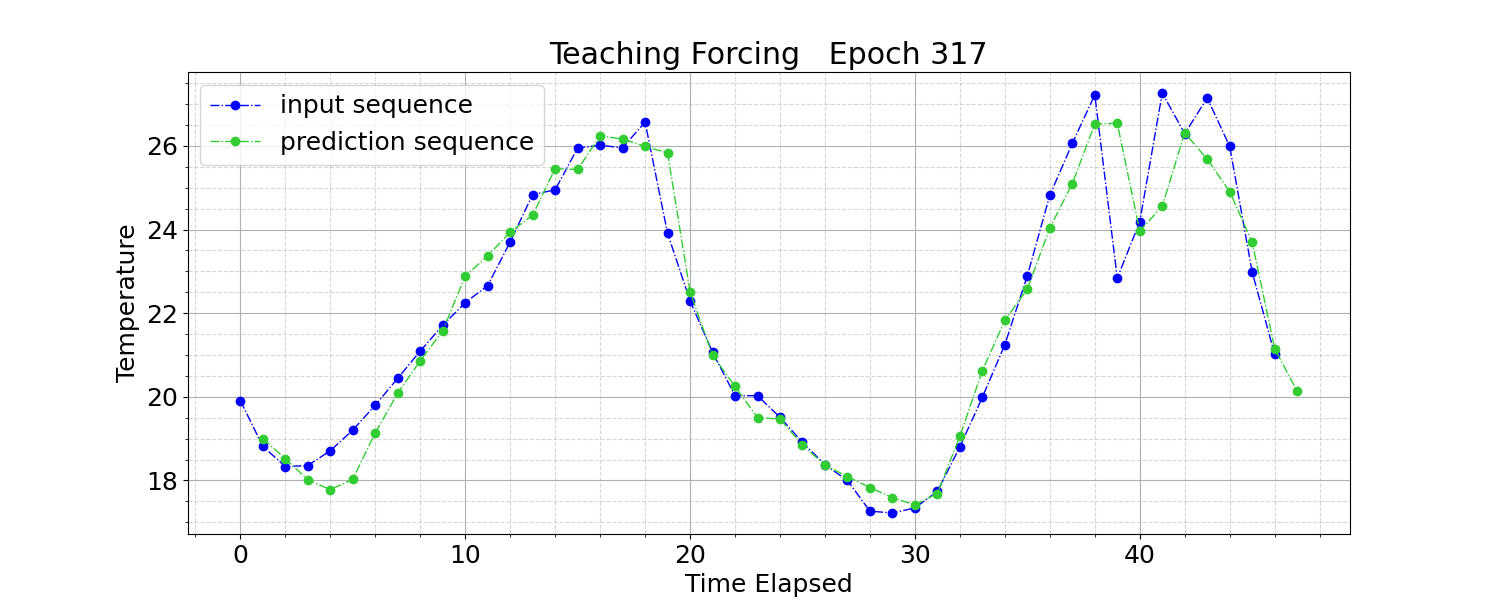 Teaching Forcing   Epoch 317
input sequence
prediction sequence
26
24
22
20
18
Temperature
0 10 20 30 40
Time Elapsed